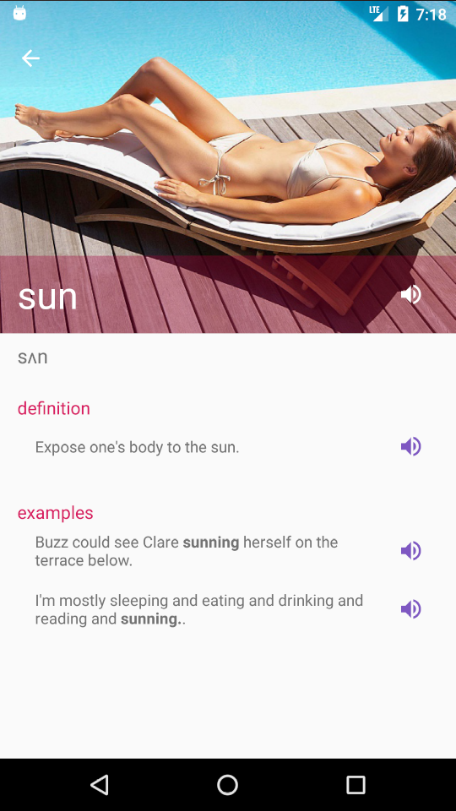 LTE 7:18
sun
sʌn
definition
Expose one's body to the sun.
examples
Buzz could see Clare sunning herself on the
terrace below.
I'm mostly sleeping and eating and drinking and
reading and sunning..